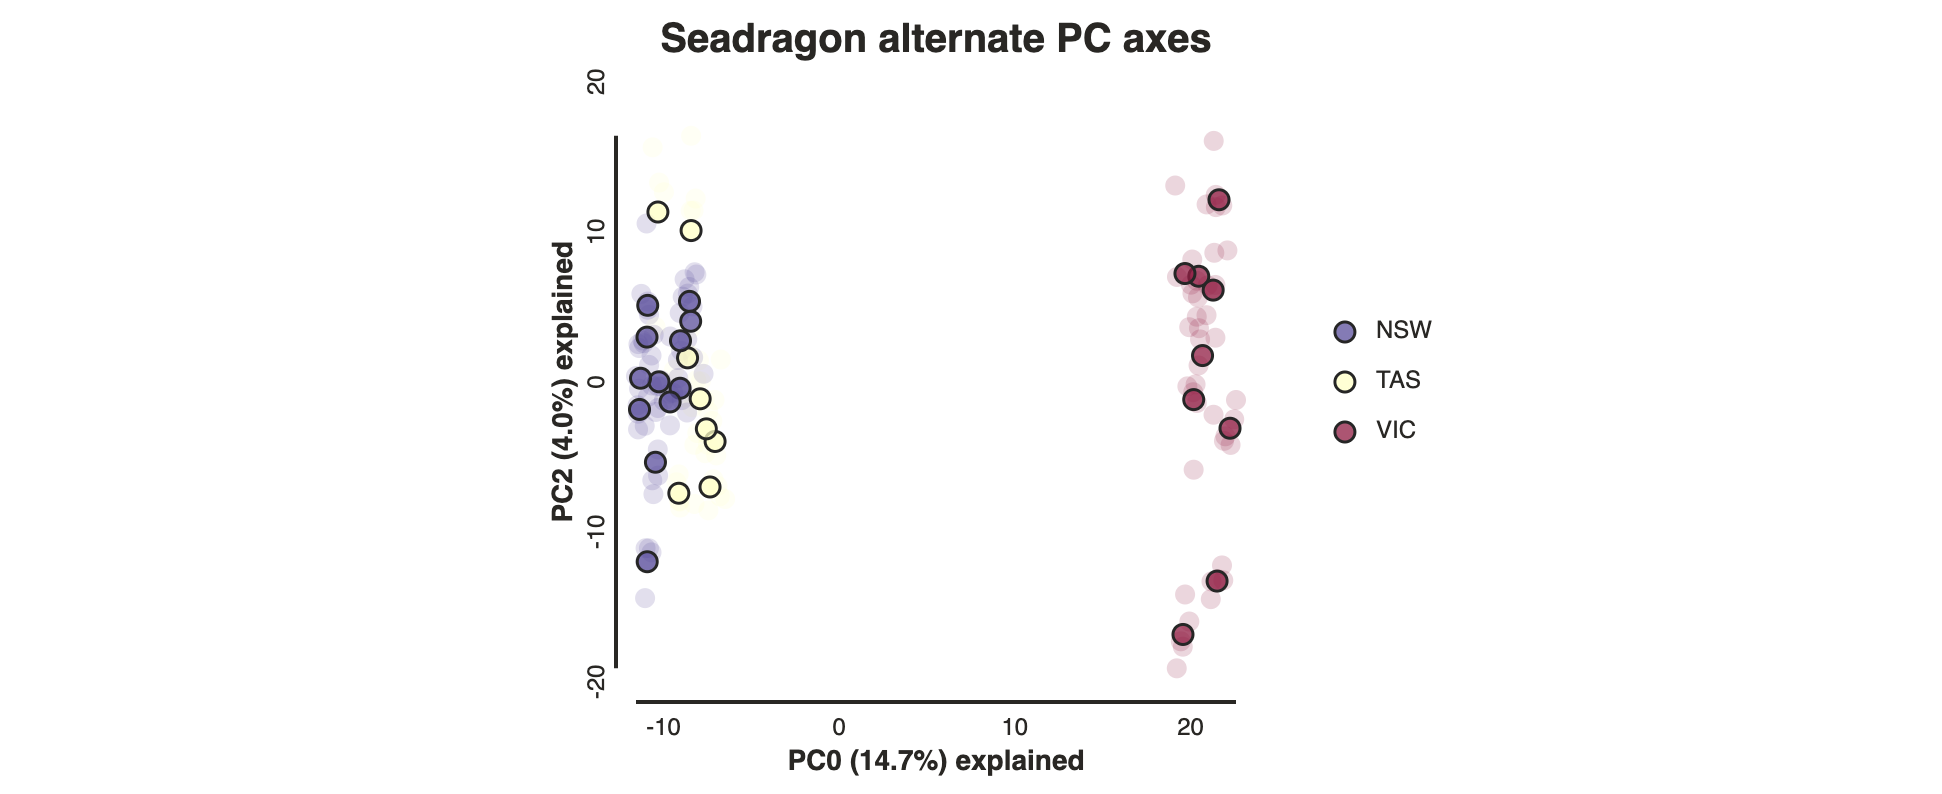 Seadragon alternate PC axes
20
10
0
-10
-20
PC2 (4.0%) explained
-10 0 10 20
PC0 (14.7%) explained
NSW
TAS
VIC